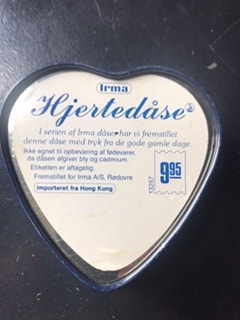 Irma
Hjertedåse®
I serien af Irma dåser har vi fremstillet
denne dåse med tryk fra de gode gamle dage.
Ikke egnet til opbevaring af fødevarer,
da dåsen afgiver bly og cadmium.
Etiketten er aftagelig.
Fremstillet for Irma A/S, Rødovre
Importeret fra Hong Kong
13257
9.95